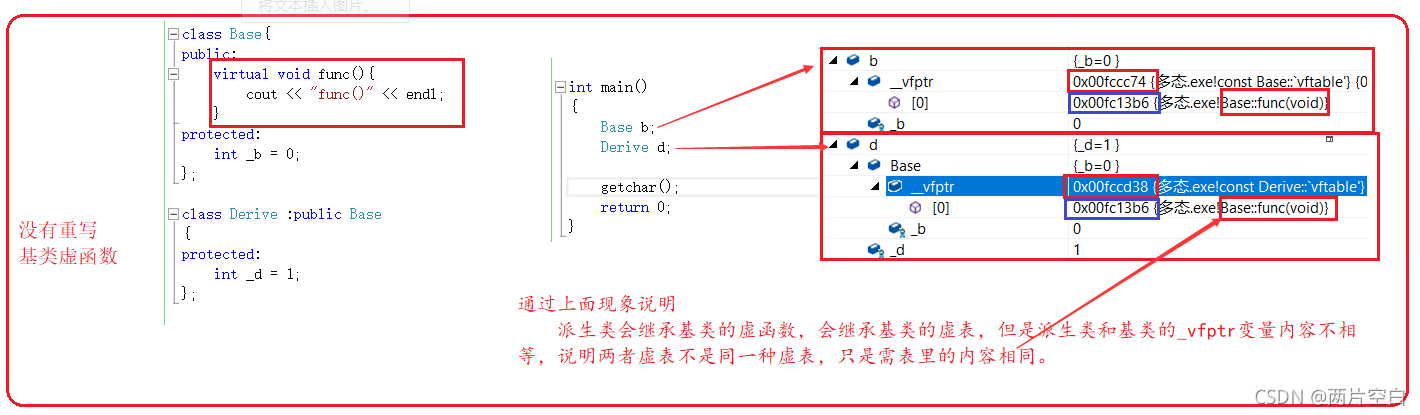 将文本插入图片。
class Base{
public:
virtual void func(){
cout << "func()" << endl;
}
protected:
int _b = 0;
};
class Derive :public Base
{
protected:
int _d = 1;
};
没有重写
基类虚函数
int main()
{
Base b;
Derive d;
getchar();
return 0;
}
b {_b=0 }
__vfptr 0x00fccc74 {多态.exe!const Base::`vftable'} {0
[0] 0x00fc13b6 {多态.exe!Base::func(void)}
_b 0
d {_d=1 }
Base {_b=0 }
__vfptr 0x00fccd38 {多态.exe!const Derive::`vftable'}
[0] 0x00fc13b6 {多态.exe!Base::func(void)}
_b 0
_d 1
通过上面现象说明
派生类会继承基类的虚函数，会继承基类的虚表，但是派生类和基类的_vfptr变量内容不相
等，说明两者虚表不是同一种虚表，只是需表里的内容相同。
CSDN @两片空白